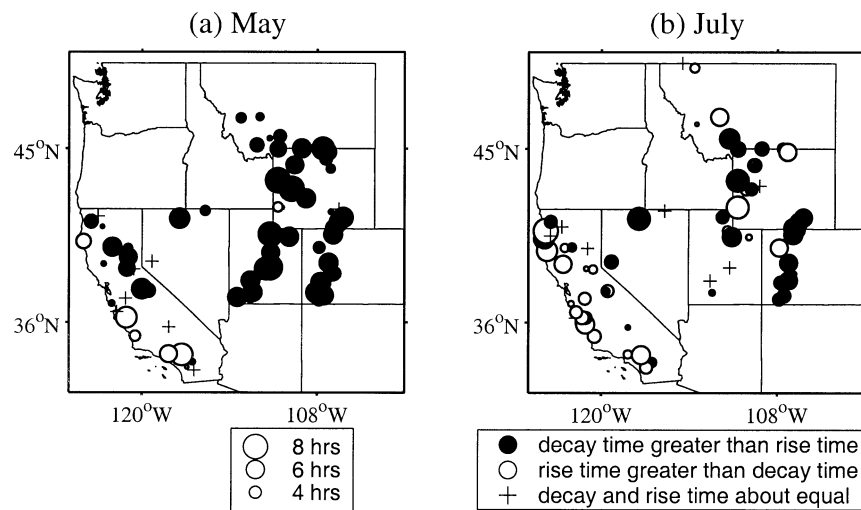 (a) May
(b) July
45°N
36°N
120°W
108°W
45°N
36°N
120°W
108°W
8 hrs
6 hrs
4 hrs
decay time greater than rise time
rise time greater than decay time
decay and rise time about equal